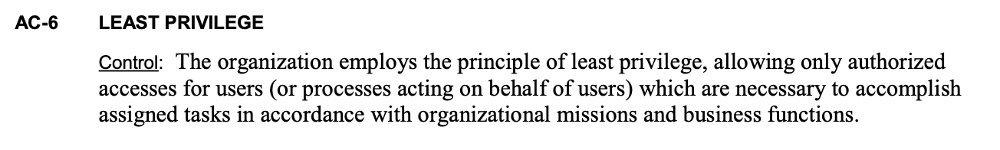 AC-6 LEAST PRIVILEGE
Control: The organization employs the principle of least privilege, allowing only authorized
accesses for users (or processes acting on behalf of users) which are necessary to accomplish
assigned tasks in accordance with organizational missions and business functions.